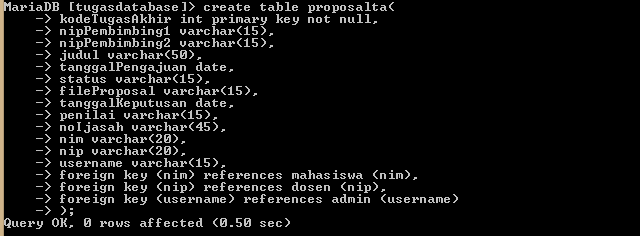 MariaDB [tugasdatabase]> create table proposalta(
-> kodeTugasAkhir int primary key not null,
-> nipPembimbing1 varchar(15),
-> nipPembimbing2 varchar(15),
-> judul varchar(50),
-> tanggalPengajuan date,
-> status varchar(15),
-> fileProposal varchar(15),
-> tanggalKeputusan date,
-> penilai varchar(15),
-> noIjasah varchar(45),
-> nim varchar(20),
-> nip varchar(20),
-> username varchar(15),
-> foreign key (nim) references mahasiswa (nim),
-> foreign key (nip) references dosen (nip),
-> foreign key (username) references admin (username)
-> );
Query OK, 0 rows affected (0.50 sec)